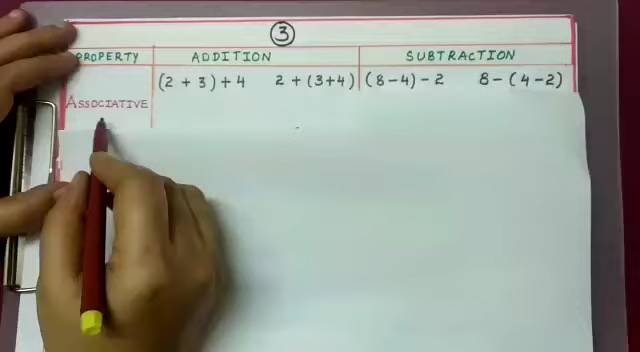 3
PROPERTY ADDITION SUBTRACTION
(2 + 3) + 4 2 + (3+4) (8-4) - 2 8 - (4-2)
ASSOCIATIVE